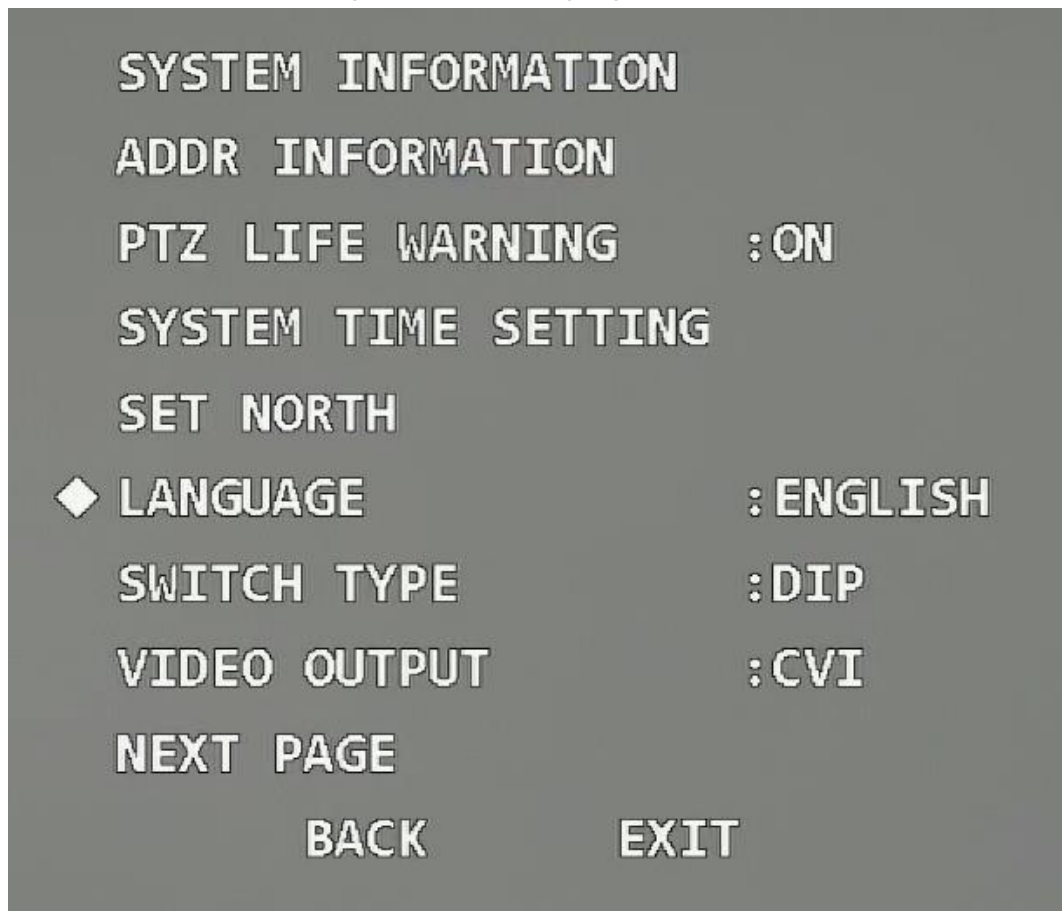 SYSTEM INFORMATION
ADDR INFORMATION
PTZ LIFE WARNING :ON
SYSTEM TIME SETTING
SET NORTH
LANGUAGE :ENGLISH
SWITCH TYPE :DIP
VIDEO OUTPUT :CVI
NEXT PAGE
BACK EXIT